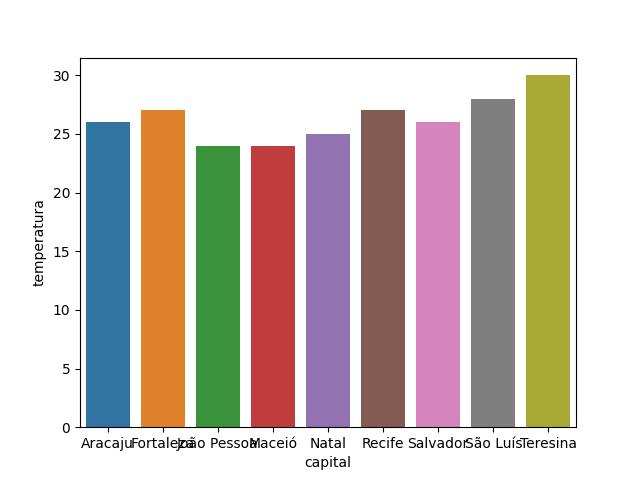 temperatura
30
25
20
15
10
5
0
Aracaju Fortaleza João Pessoa Maceió Natal Recife Salvador São Luís Teresina
capital